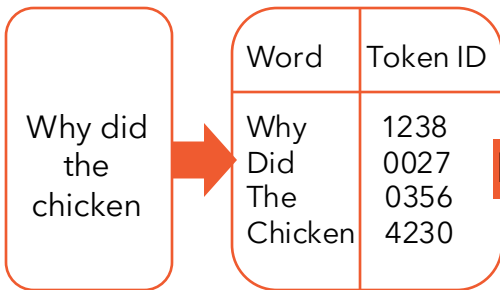 Why did
the
chicken
Word Token ID
Why 1238
Did 0027
The 0356
Chicken 4230